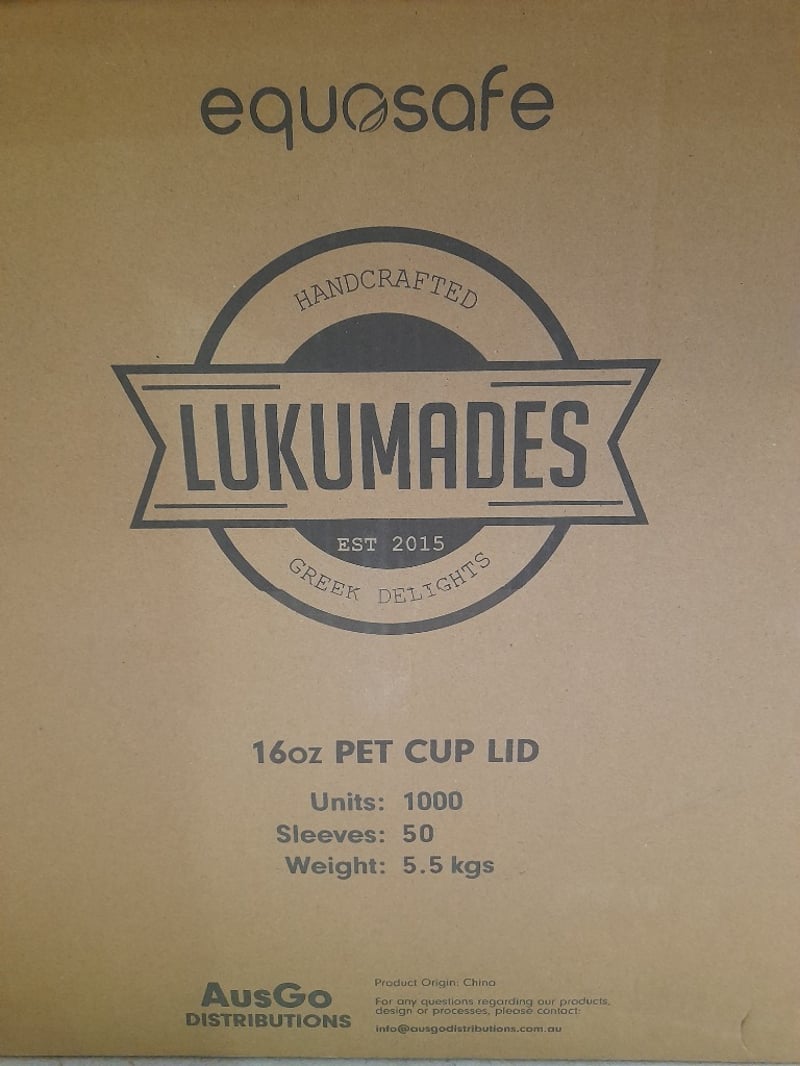 equosafe
HANDCRAFTED
LUKUMADES
EST 2015
GREEK DELIGHTS
16oz PET CUP LID
Units: 1000
Sleeves: 50
Weight: 5.5 kgs
AusGo
DISTRIBUTIONS
Product Origin: China
For any questions regarding our products,
design or processes, please contact:
info@ausgodistributions.com.au